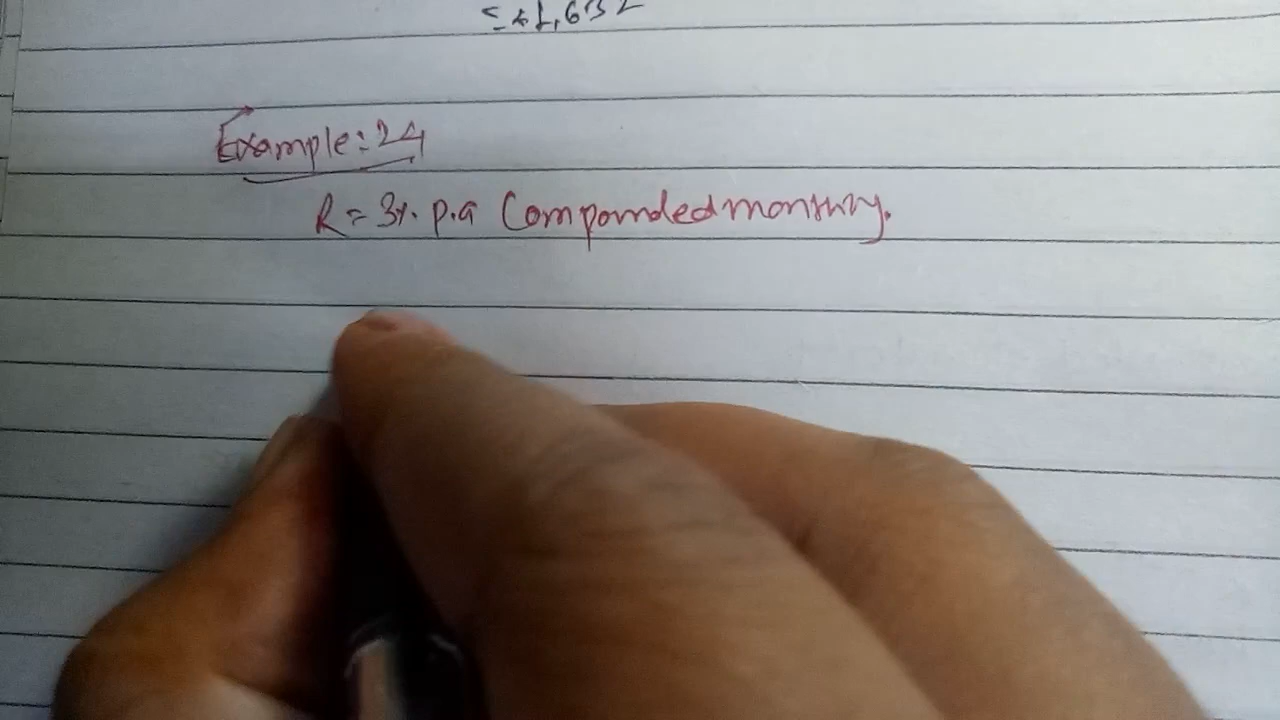 Example: 24
R = 3%. p.a Compounded monthly.